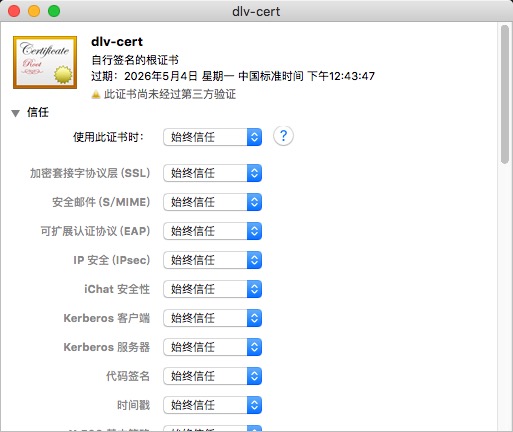 dlv-cert
Certificate
Root
dlv-cert
自行签名的根证书
过期：2026年5月4日 星期一 中国标准时间 下午12:43:47
此证书尚未经过第三方验证
信任
使用此证书时： 始终信任 ?
加密套接字协议层 (SSL) 始终信任
安全邮件 (S/MIME) 始终信任
可扩展认证协议 (EAP) 始终信任
IP 安全 (IPsec) 始终信任
iChat 安全性 始终信任
Kerberos 客户端 始终信任
Kerberos 服务器 始终信任
代码签名 始终信任
时间戳 始终信任
始终信任